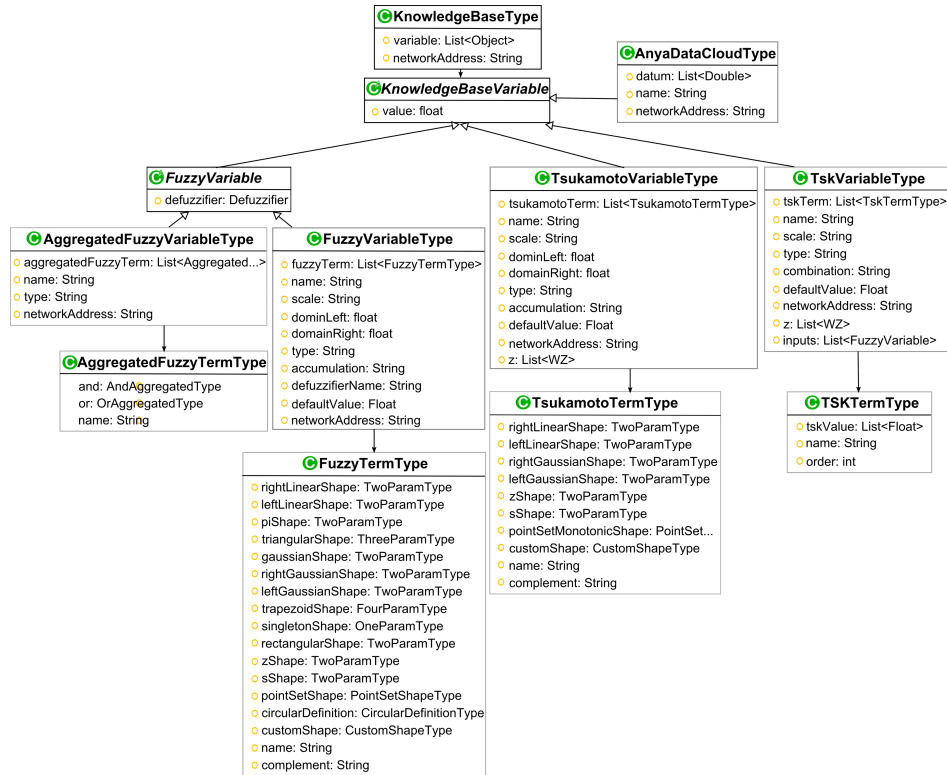 KnowledgeBaseType
variable: List<Object>
networkAddress: String
AnyaDataCloudType
datum: List<Double>
name: String
networkAddress: String
KnowledgeBaseVariable
value: float
FuzzyVariable
defuzzifier: Defuzzifier
TsukamotoVariableType
tsukamotoTerm: List<TsukamotoTermType>
name: String
scale: String
dominLeft: float
domainRight: float
type: String
accumulation: String
defaultValue: Float
networkAddress: String
z: List<WZ>
TskVariableType
tskTerm: List<TskTermType>
name: String
scale: String
type: String
combination: String
defaultValue: Float
networkAddress: String
z: List<WZ>
inputs: List<FuzzyVariable>
AggregatedFuzzyVariableType
aggregatedFuzzyTerm: List<Aggregated...>
name: String
type: String
networkAddress: String
FuzzyVariableType
fuzzyTerm: List<FuzzyTermType>
name: String
scale: String
dominLeft: float
domainRight: float
type: String
accumulation: String
defuzzifierName: String
defaultValue: Float
networkAddress: String
AggregatedFuzzyTermType
and: AndAggregatedType
or: OrAggregatedType
name: String
TsukamotoTermType
rightLinearShape: TwoParamType
leftLinearShape: TwoParamType
rightGaussianShape: TwoParamType
leftGaussianShape: TwoParamType
zShape: TwoParamType
sShape: TwoParamType
pointSetMonotonicShape: PointSet...
customShape: CustomShapeType
name: String
complement: String
TSKTermType
tskValue: List<Float>
name: String
order: int
FuzzyTermType
rightLinearShape: TwoParamType
leftLinearShape: TwoParamType
piShape: TwoParamType
triangularShape: ThreeParamType
gaussianShape: TwoParamType
rightGaussianShape: TwoParamType
leftGaussianShape: TwoParamType
trapezoidShape: FourParamType
singletonShape: OneParamType
rectangularShape: TwoParamType
zShape: TwoParamType
sShape: TwoParamType
pointSetShape: PointSetShapeType
circularDefinition: CircularDefinitionType
customShape: CustomShapeType
name: String
complement: String